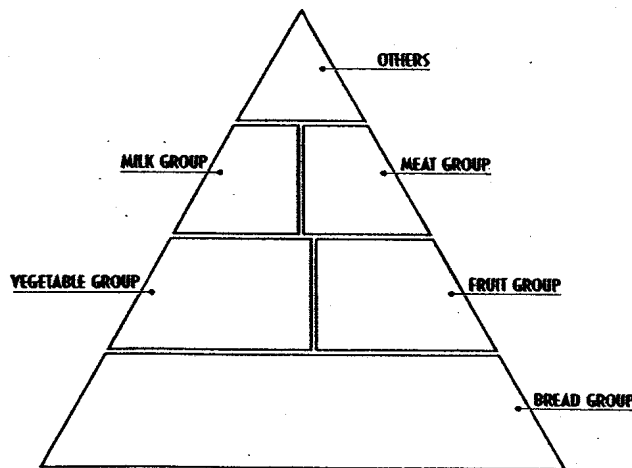 OTHERS
MILK GROUP
MEAT GROUP
VEGETABLE GROUP
FRUIT GROUP
BREAD GROUP